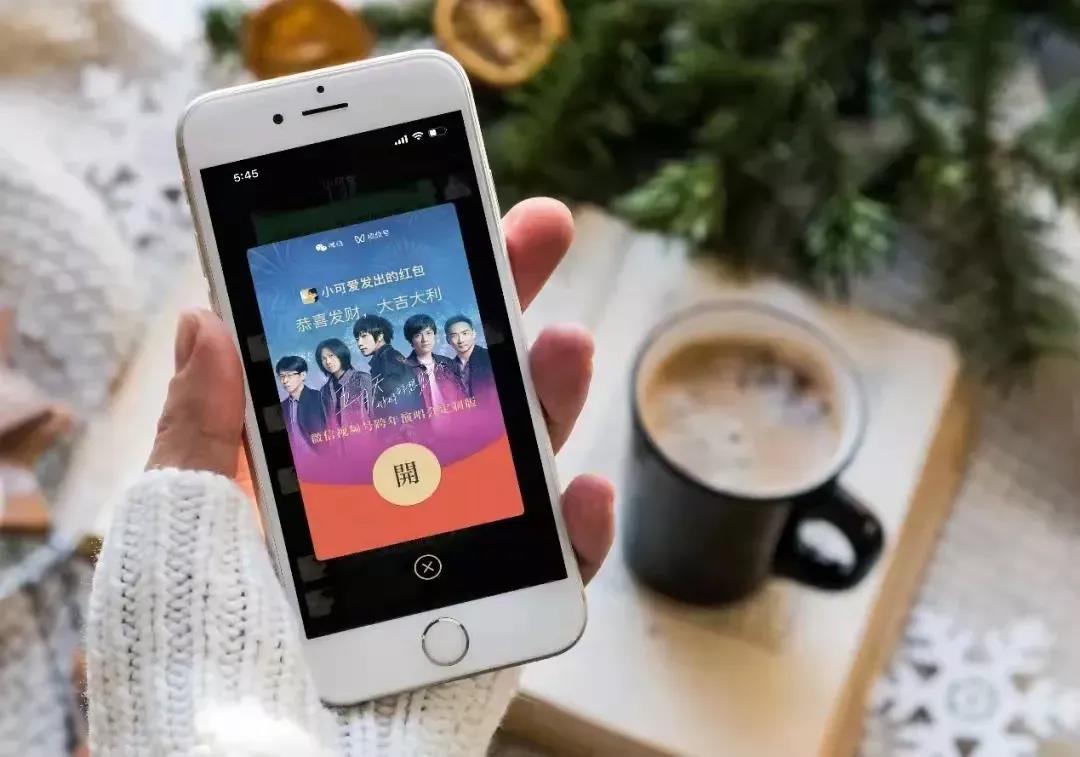 5:45
微信 视频号
小可爱发出的红包
恭喜发财，大吉大利
五月天
微信视频号跨年演唱会定制版
開